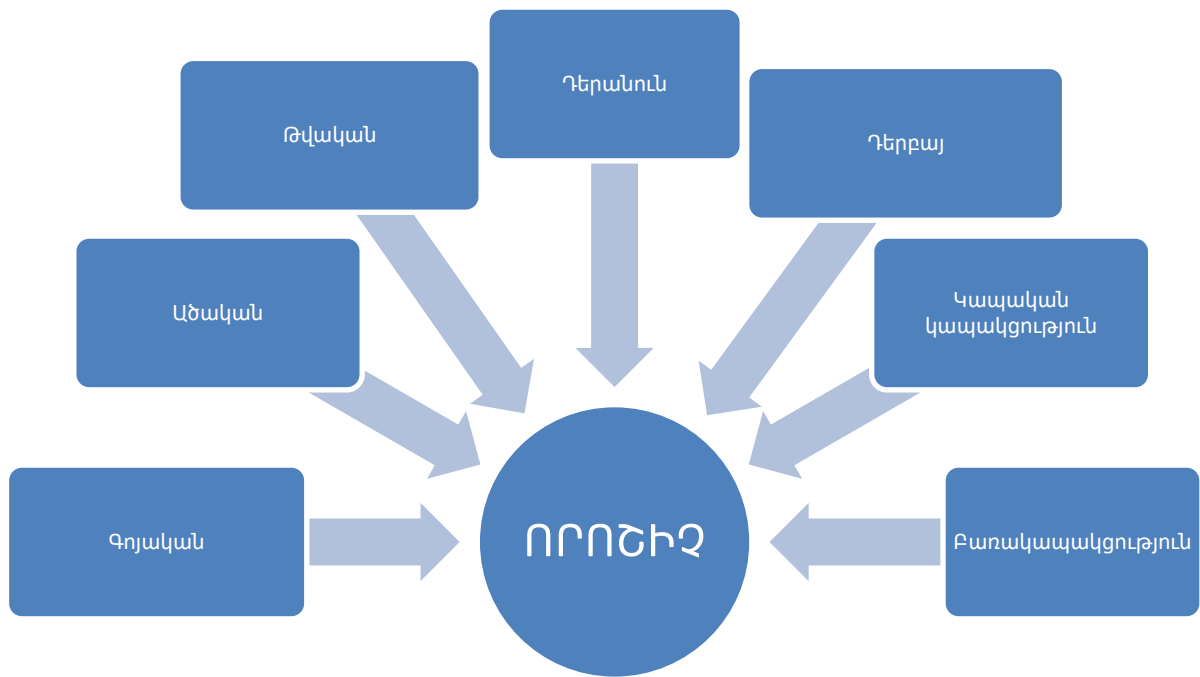 Դերանուն
Թվական
Դերբայ
Ածական
Կապական
կապակցություն
Գոյական
ՈՐՈՇԻՉ
Բառակապակցություն